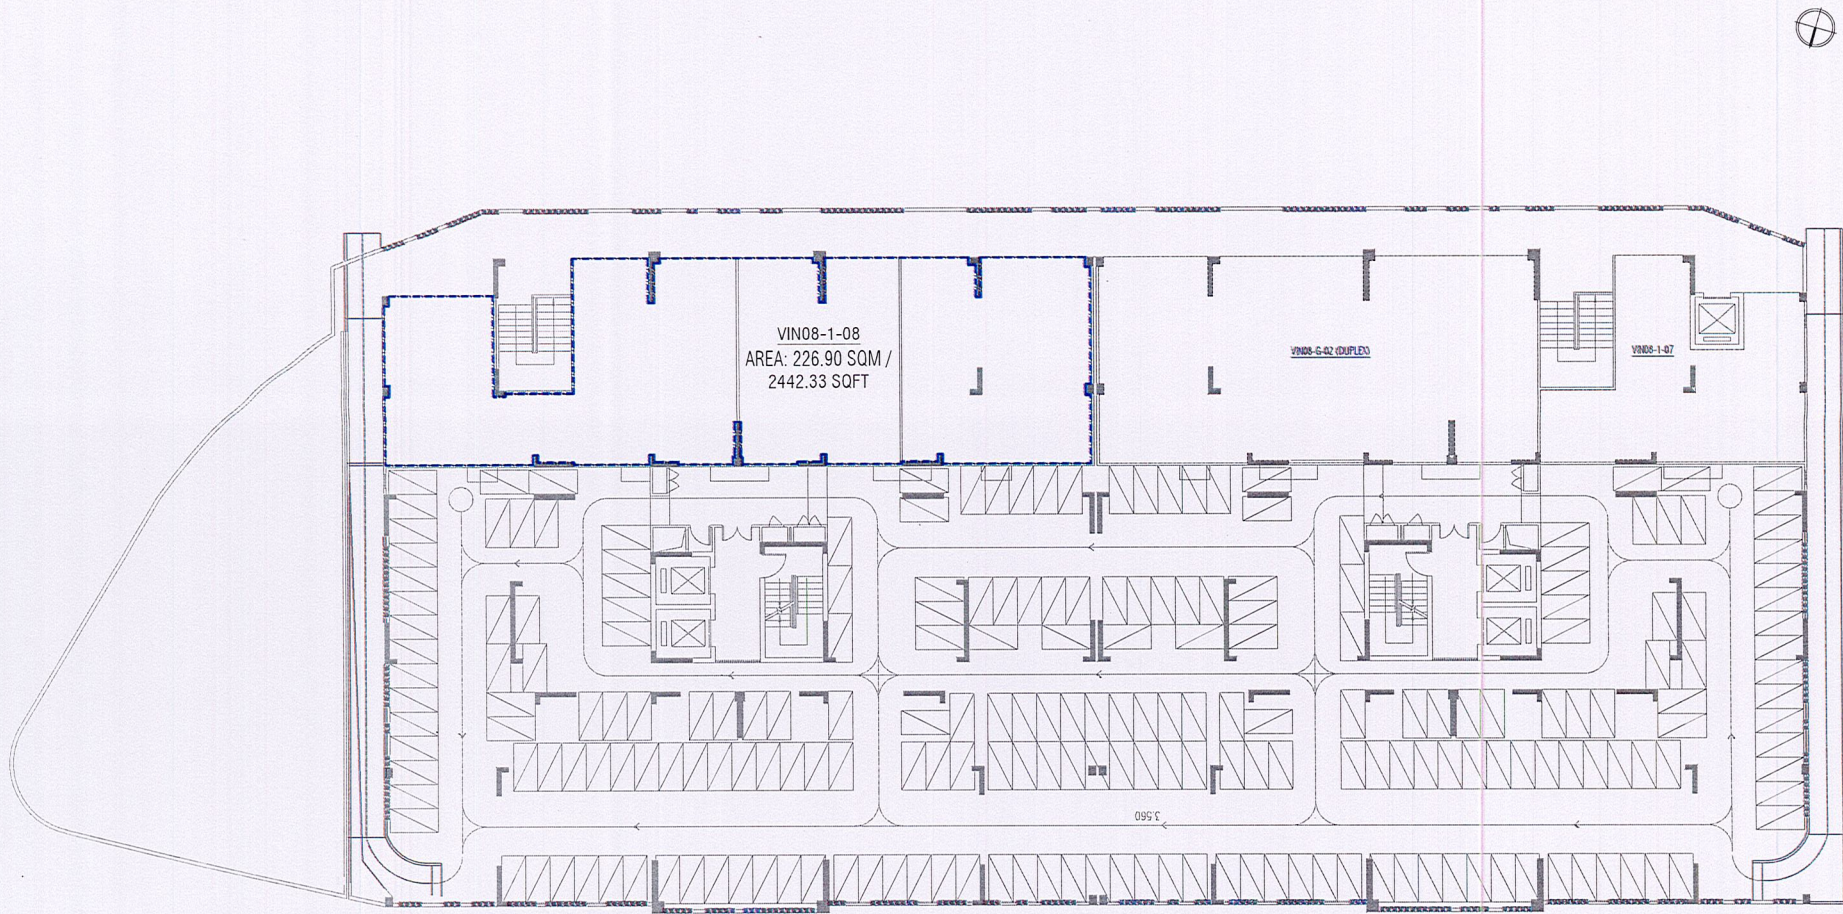 VIN08-1-08
AREA: 226.90 SQM /
2442.33 SQFT
VIN08-G-02 (DUPLEX)
VIN08-1-07
3.560